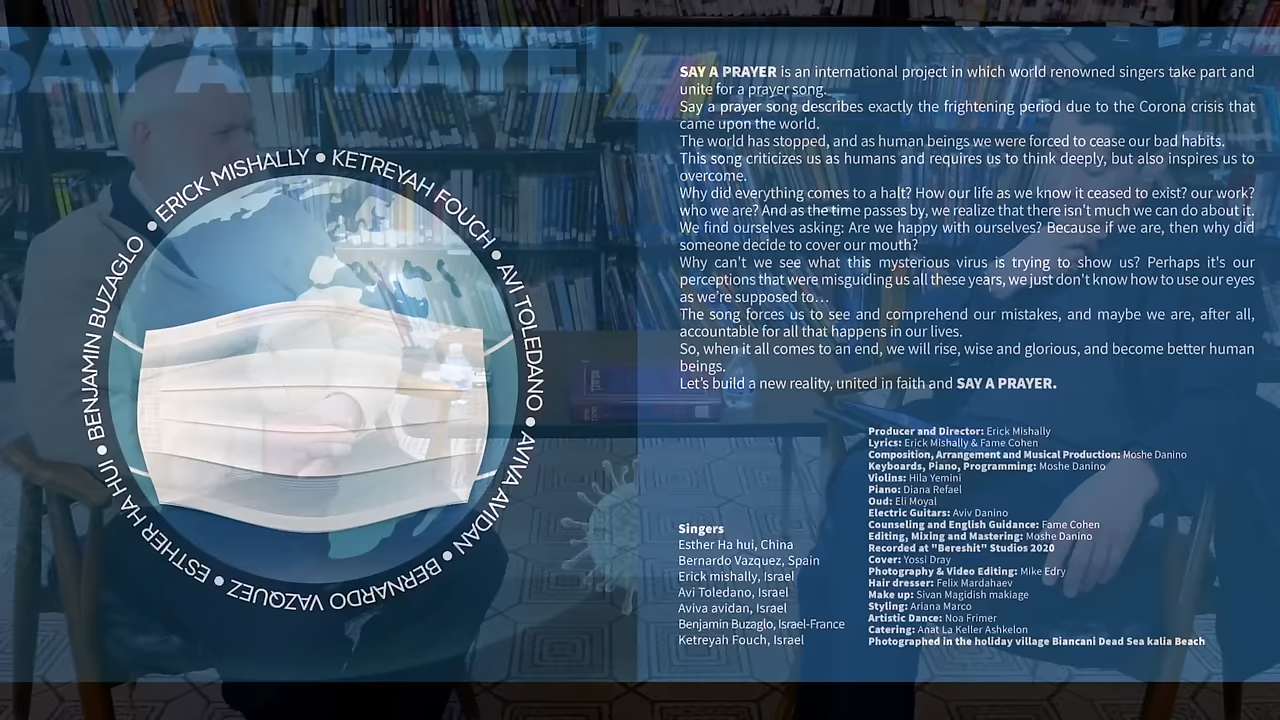 SAY A PRAYER
BENJAMIN BUZAGLO • ERICK MISHALLY • KETREYAH FOUCH • AVI TOLEDANO • AVIVA AVIDAN • BERNARDO VAZQUEZ • ESTHER HA HUI •
SAY A PRAYER is an international project in which world renowned singers take part and
unite for a prayer song.
Say a prayer song describes exactly the frightening period due to the Corona crisis that
came upon the world.
The world has stopped, and as human beings we were forced to cease our bad habits.
This song criticizes us as humans and requires us to think deeply, but also inspires us to
overcome.
Why did everything comes to a halt? How our life as we know it ceased to exist? our work?
who we are? And as the time passes by, we realize that there isn't much we can do about it.
We find ourselves asking: Are we happy with ourselves? Because if we are, then why did
someone decide to cover our mouth?
Why can't we see what this mysterious virus is trying to show us? Perhaps it's our
perceptions that were misguiding us all these years, we just don't know how to use our eyes
as we're supposed to…
The song forces us to see and comprehend our mistakes, and maybe we are, after all,
accountable for all that happens in our lives.
So, when it all comes to an end, we will rise, wise and glorious, and become better human
beings.
Let's build a new reality, united in faith and SAY A PRAYER.
Singers
Esther Ha hui, China
Bernardo Vazquez, Spain
Erick mishally, Israel
Avi Toledano, Israel
Aviva avidan, Israel
Benjamin Buzaglo, Israel-France
Ketreyah Fouch, Israel
Producer and Director: Erick Mishally
Lyrics: Erick Mishally & Fame Cohen
Composition, Arrangement and Musical Production: Moshe Danino
Keyboards, Piano, Programming: Moshe Danino
Violins: Hila Yemini
Piano: Diana Refael
Oud: Eli Moyal
Electric Guitars: Aviv Danino
Counseling and English Guidance: Fame Cohen
Editing, Mixing and Mastering: Moshe Danino
Recorded at "Bereshit" Studios 2020
Cover: Yossi Dray
Photography & Video Editing: Mike Edry
Hair dresser: Felix Mardahaev
Make up: Sivan Magidish makiage
Styling: Ariana Marco
Artistic Dance: Noa Frimer
Catering: Anat La Keller Ashkelon
Photographed in the holiday village Biancani Dead Sea kalia Beach